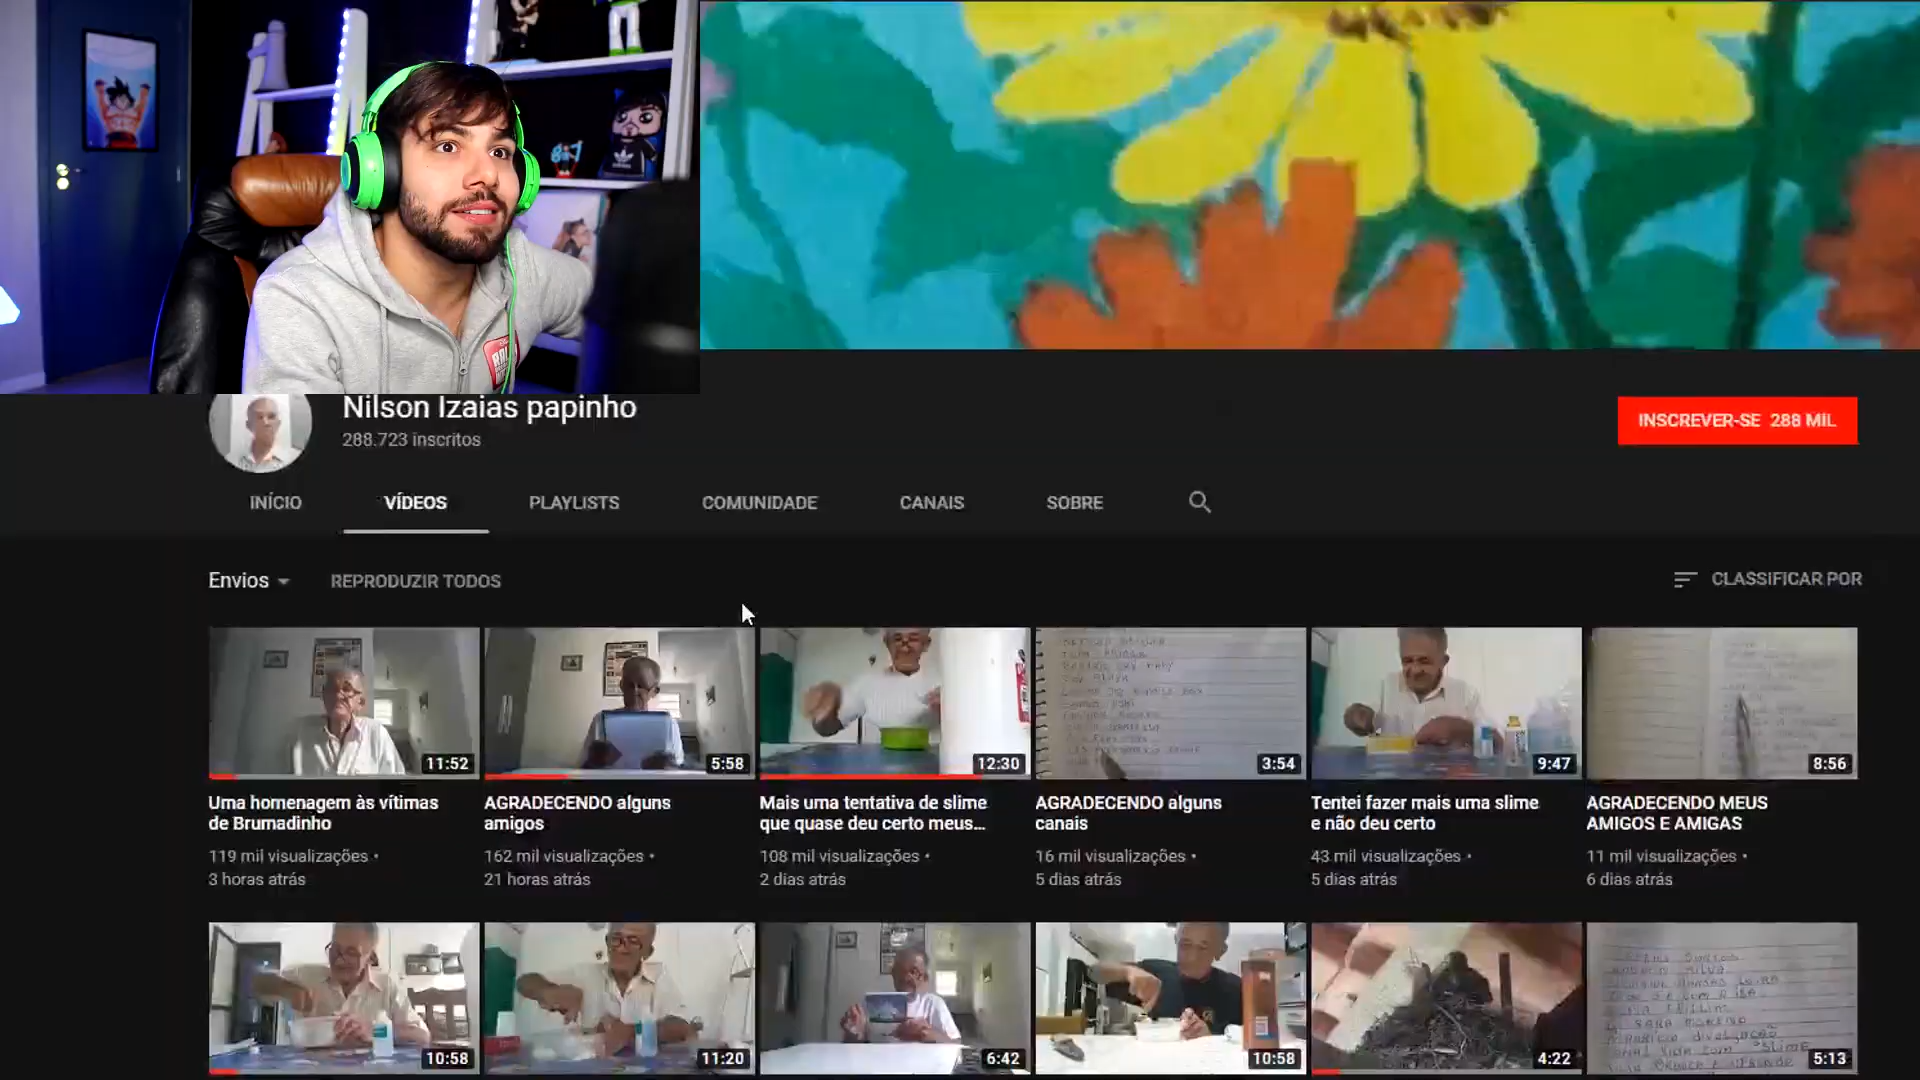 Nilson Izaias papinho
288.723 inscritos
INSCREVER-SE 288 MIL
INÍCIO
VÍDEOS
PLAYLISTS
COMUNIDADE
CANAIS
SOBRE
Envios
REPRODUZIR TODOS
CLASSIFICAR POR
11:52
5:58
12:30
3:54
9:47
8:56
Uma homenagem às vítimas
de Brumadinho
119 mil visualizações •
3 horas atrás
AGRADECENDO alguns
amigos
162 mil visualizações •
21 horas atrás
Mais uma tentativa de slime
que quase deu certo meus...
108 mil visualizações •
2 dias atrás
AGRADECENDO alguns
canais
16 mil visualizações •
5 dias atrás
Tentei fazer mais uma slime
e não deu certo
43 mil visualizações •
5 dias atrás
AGRADECENDO MEUS
AMIGOS E AMIGAS
11 mil visualizações •
6 dias atrás
10:58
11:20
6:42
10:58
4:22
5:13